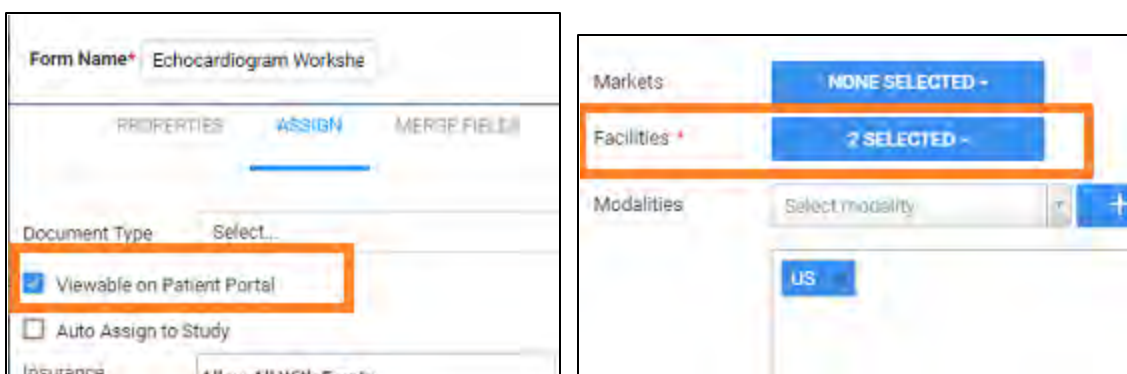 Form Name* Echocardiogram Workshe
PROPERTIES ASSIGN MERGE FIELDS
Document Type Select...
Viewable on Patient Portal
Auto Assign to Study
Insurance
Markets NONE SELECTED
Facilities * 2 SELECTED
Modalities Select modality +
US